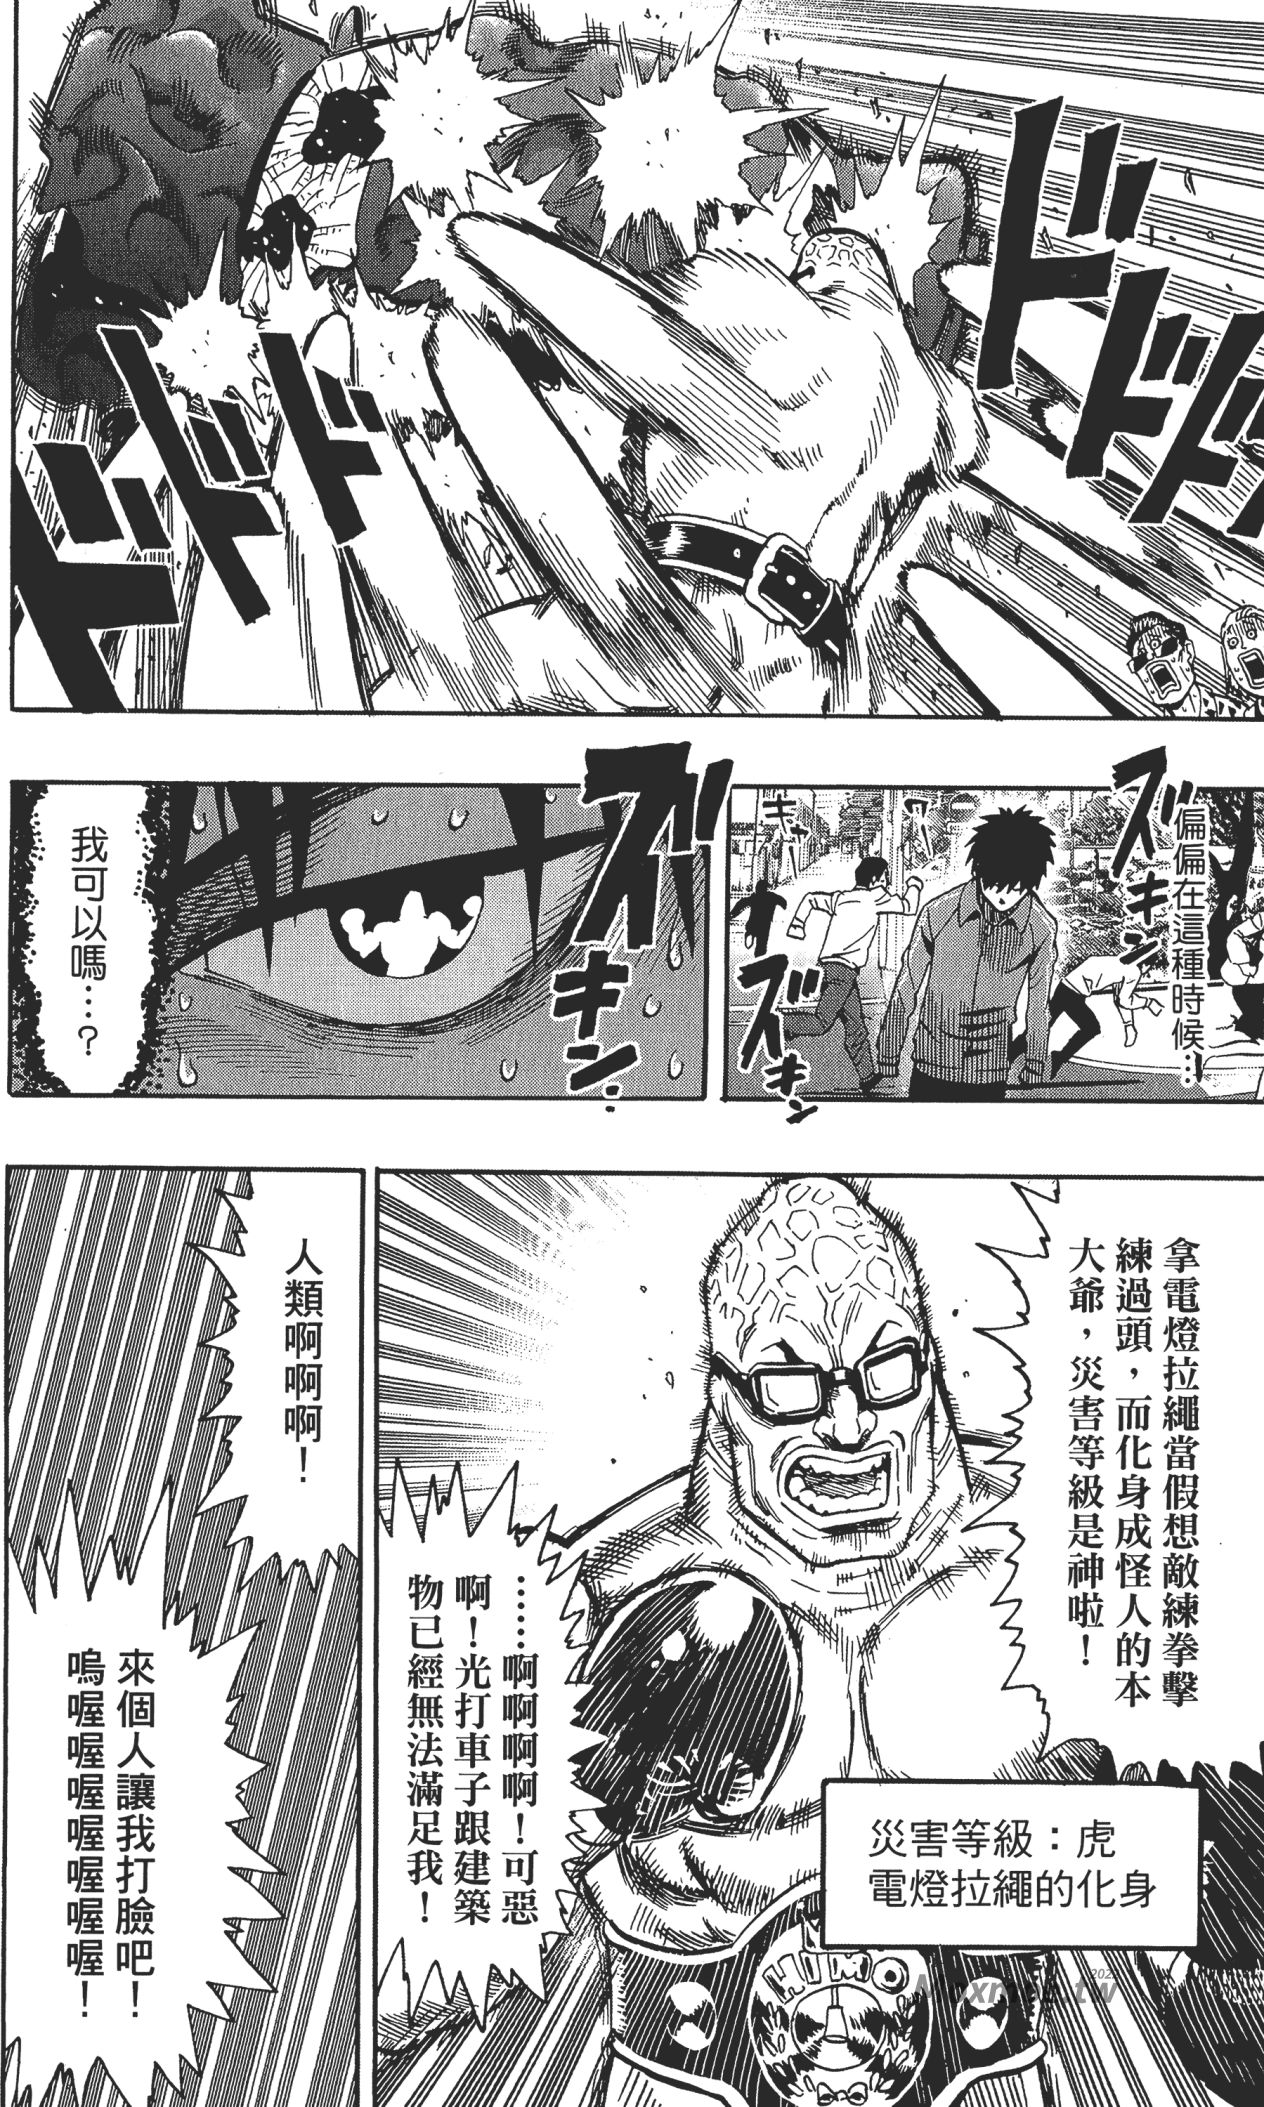 ドドド
ドドド
偏偏在這種時候…
キャー
ワー
ズキン
ズキン
ズキン
我可以嗎…？
拿電燈拉繩當假想敵練拳擊
練過頭，而化身成怪人的本
大爺，災害等級是神啦！
災害等級：虎
電燈拉繩的化身
……啊啊啊啊！可惡
啊！光打車子跟建築
物已經無法滿足我！
HIMO
人類啊啊啊！
來個人讓我打臉吧！
嗚喔喔喔喔喔喔喔！